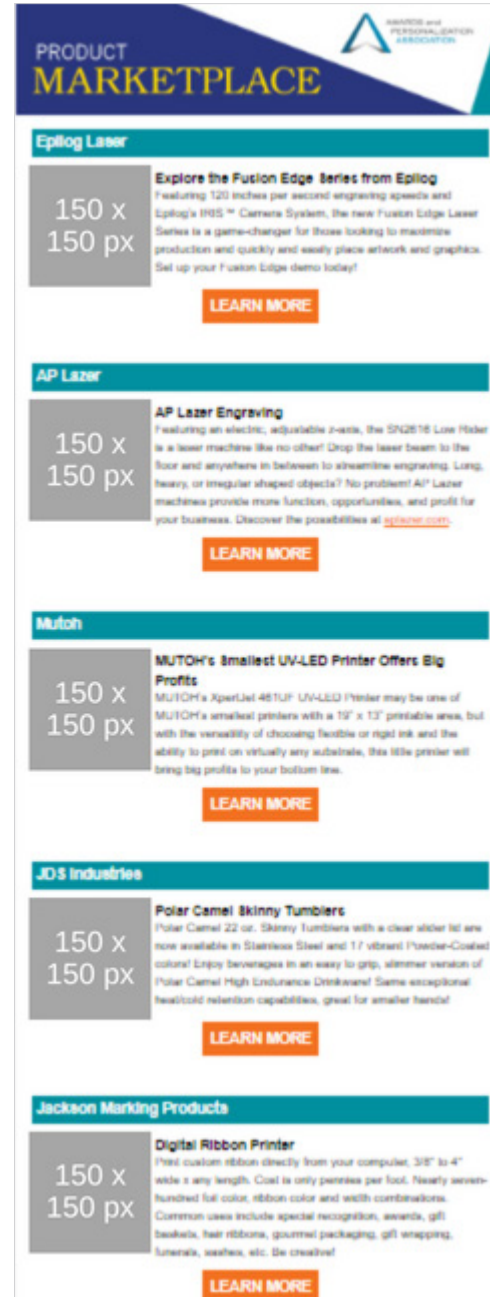 AWARDS and
PERSONALIZATION
ASSOCIATION
PRODUCT
MARKETPLACE
Epilog Laser
150 x
150 px
Explore the Fusion Edge Series from Epilog
Featuring 120 inches per second engraving speeds and
Epilog's IRIS ™ Camera System, the new Fusion Edge Laser
Series is a game-changer for those looking to maximize
production and quickly and easily place artwork and graphics.
Set up your Fusion Edge demo today!
LEARN MORE
AP Lazer
150 x
150 px
AP Lazer Engraving
Featuring an electric, adjustable z-axis, the SN2816 Low Rider
is a laser machine like no other! Drop the laser beam to the
floor and anywhere in between to streamline engraving. Long,
heavy, or irregular shaped objects? No problem! AP Lazer
machines provide more function, opportunities, and profit for
your business. Discover the possibilities at aplazer.com.
LEARN MORE
Mutoh
150 x
150 px
MUTOH's Smallest UV-LED Printer Offers Big
Profits
MUTOH's XpertJet 461UF UV-LED Printer may be one of
MUTOH's smallest printers with a 19" x 13" printable area, but
with the versatility of choosing flexible or rigid ink and the
ability to print on virtually any substrate, this little printer will
bring big profits to your bottom line.
LEARN MORE
JDS Industries
150 x
150 px
Polar Camel Skinny Tumblers
Polar Camel 22 oz. Skinny Tumblers with a clear slider lid are
now available in Stainless Steel and 17 vibrant Powder-Coated
colors! Enjoy beverages in an easy to grip, slimmer version of
Polar Camel High Endurance Drinkware! Same exceptional
heat/cold retention capabilities, great for smaller hands!
LEARN MORE
Jackson Marking Products
150 x
150 px
Digital Ribbon Printer
Print custom ribbon directly from your computer, 3/8" to 4"
wide x any length. Cost is only pennies per foot. Nearly seven-
hundred foil color, ribbon color and width combinations.
Common uses include special recognition, awards, gift
baskets, hair ribbons, gourmet packaging, gift wrapping,
funerals, sashes, etc. Be creative!
LEARN MORE